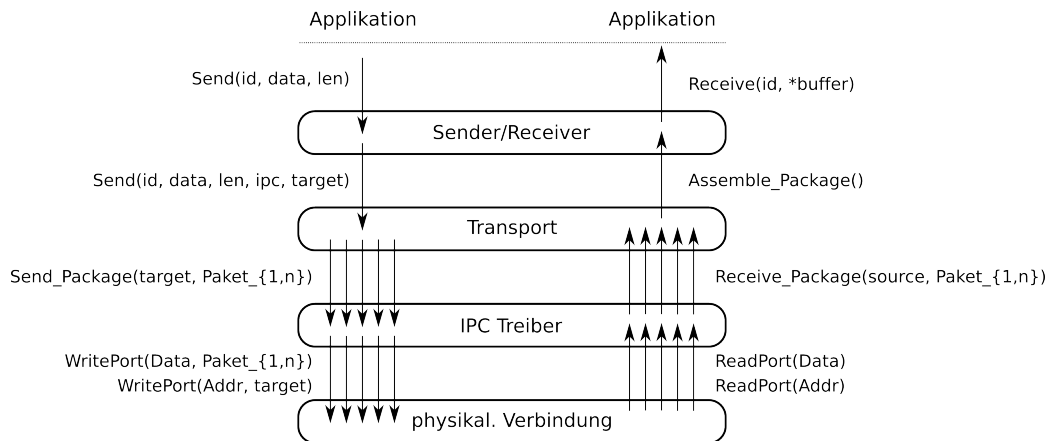 Applikation Applikation
Send(id, data, len)
Receive(id, *buffer)
Sender/Receiver
Send(id, data, len, ipc, target)
Assemble_Package()
Transport
Send_Package(target, Paket_{1,n})
Receive_Package(source, Paket_{1,n})
IPC Treiber
WritePort(Data, Paket_{1,n})
WritePort(Addr, target)
ReadPort(Data)
ReadPort(Addr)
physikal. Verbindung